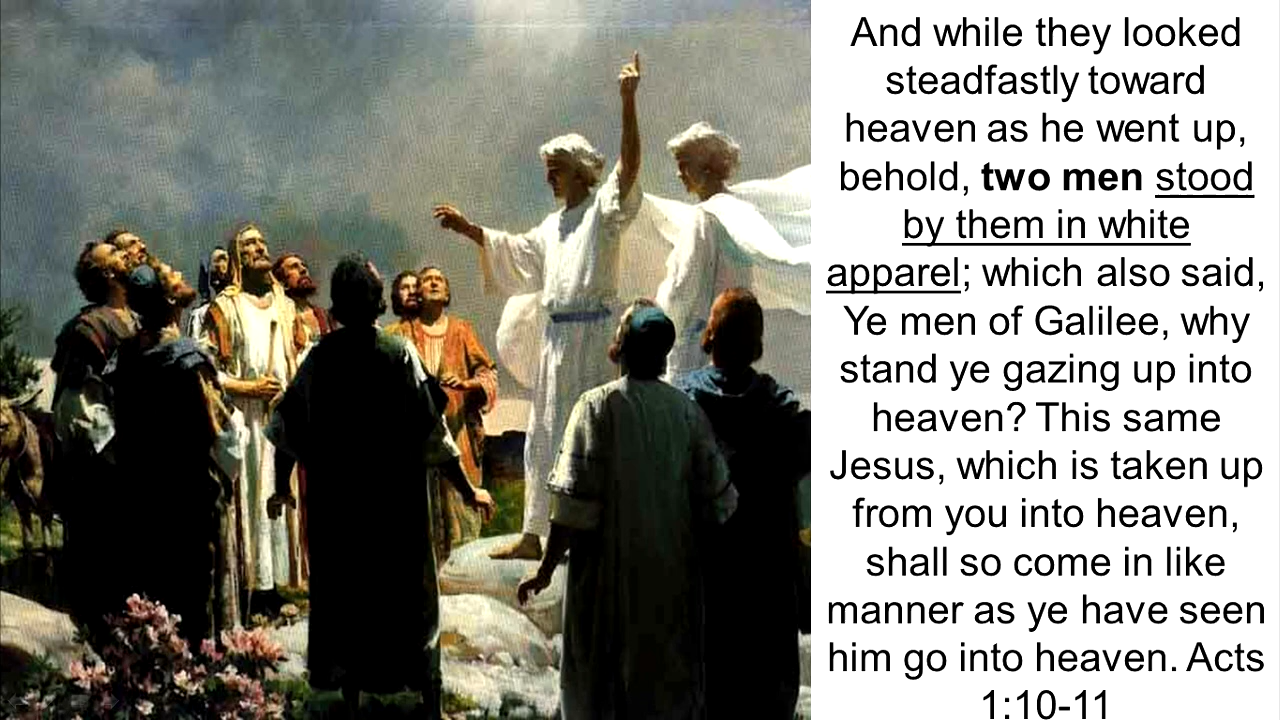 And while they looked
steadfastly toward
heaven as he went up,
behold, two men stood
by them in white
apparel; which also said,
Ye men of Galilee, why
stand ye gazing up into
heaven? This same
Jesus, which is taken up
from you into heaven,
shall so come in like
manner as ye have seen
him go into heaven. Acts
1:10-11